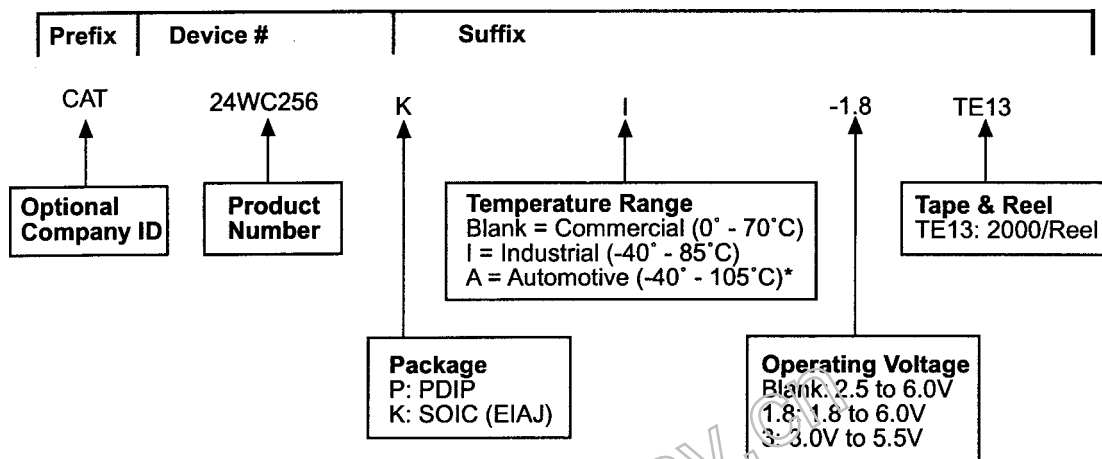 Prefix Device # Suffix
CAT 24WC256 K I -1.8 TE13
Optional
Company ID
Product
Number
Temperature Range
Blank = Commercial (0˚ - 70˚C)
I = Industrial (-40˚ - 85˚C)
A = Automotive (-40˚ - 105˚C)*
Tape & Reel
TE13: 2000/Reel
Package
P: PDIP
K: SOIC (EIAJ)
Operating Voltage
Blank: 2.5 to 6.0V
1.8: 1.8 to 6.0V
3: 3.0V to 5.5V